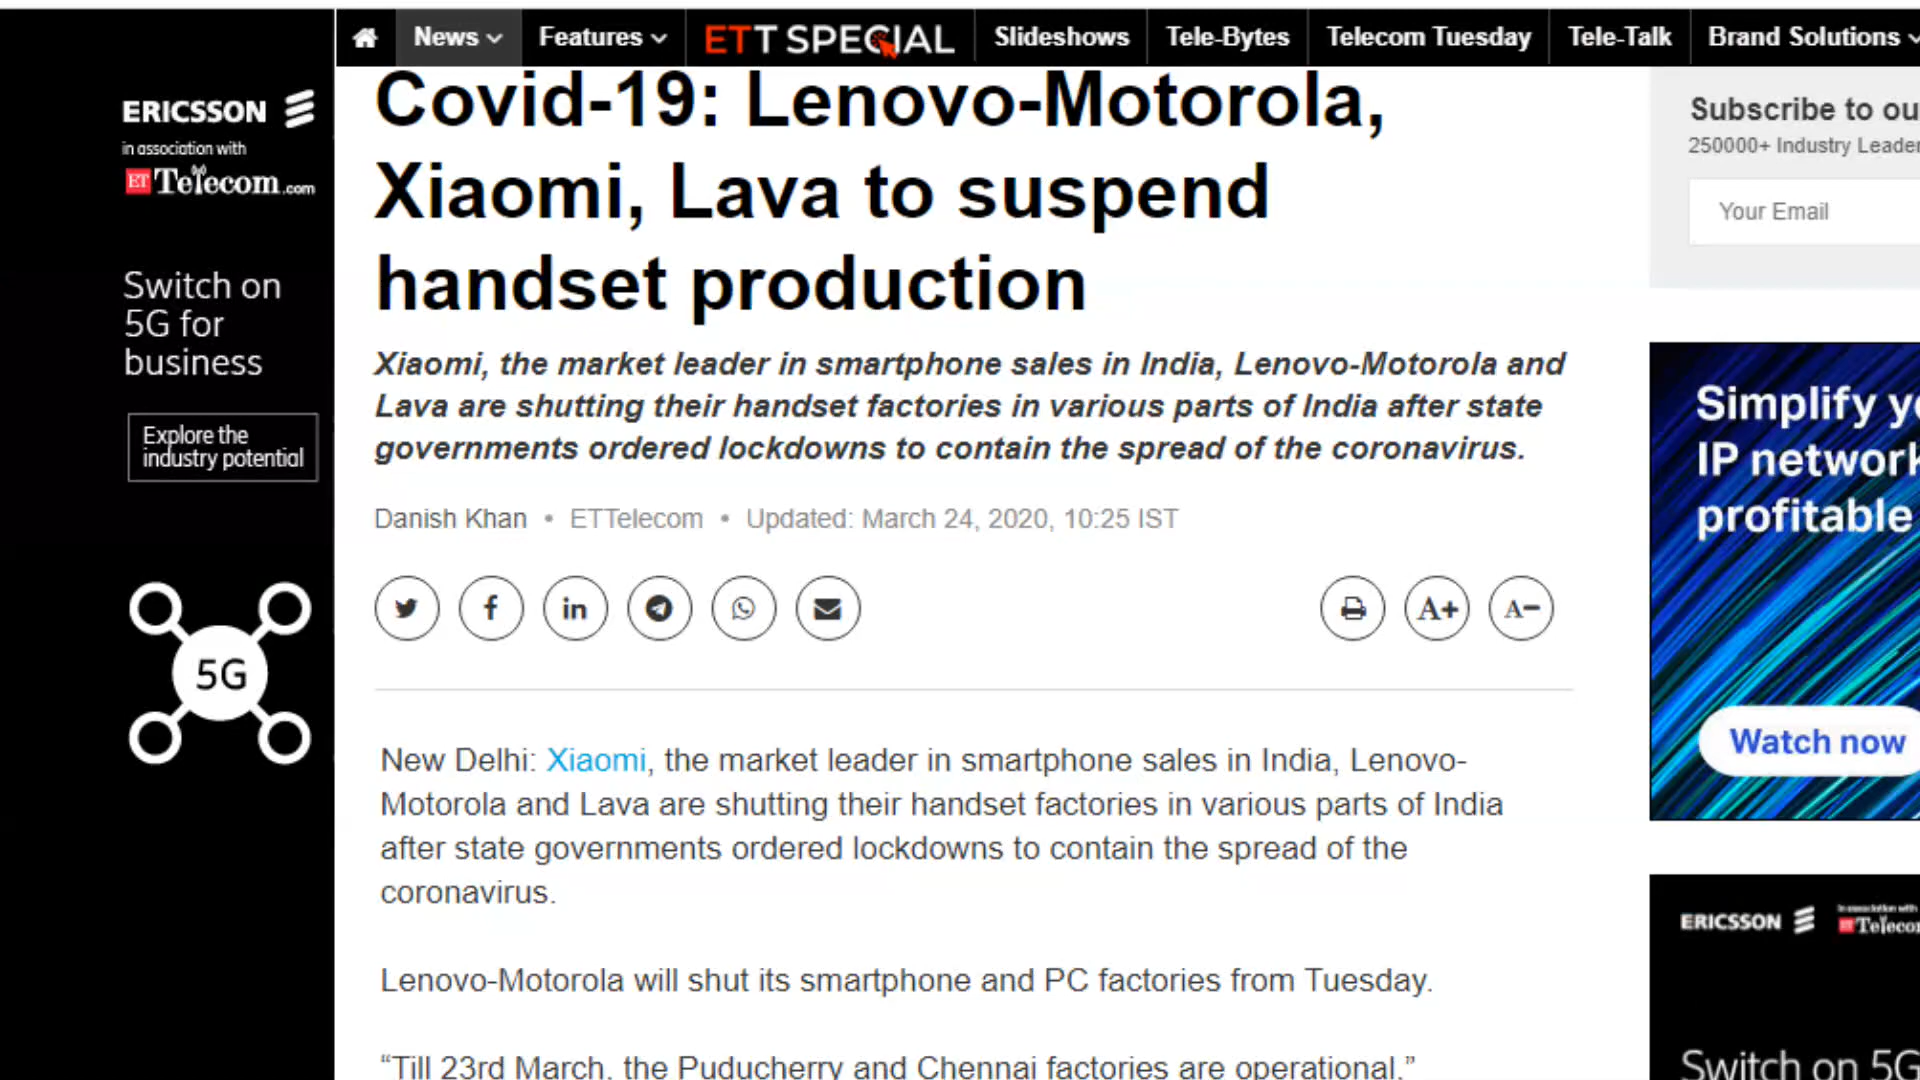 News
Features
ETT SPECIAL
Slideshows
Tele-Bytes
Telecom Tuesday
Tele-Talk
Brand Solutions
ERICSSON
in association with
ET Telecom.com
Switch on
5G for
business
Explore the
industry potential
5G
Covid-19: Lenovo-Motorola,
Xiaomi, Lava to suspend
handset production
Xiaomi, the market leader in smartphone sales in India, Lenovo-Motorola and
Lava are shutting their handset factories in various parts of India after state
governments ordered lockdowns to contain the spread of the coronavirus.
Danish Khan • ETTelecom • Updated: March 24, 2020, 10:25 IST
A+
A-
New Delhi: Xiaomi, the market leader in smartphone sales in India, Lenovo-
Motorola and Lava are shutting their handset factories in various parts of India
after state governments ordered lockdowns to contain the spread of the
coronavirus.
Lenovo-Motorola will shut its smartphone and PC factories from Tuesday.
“Till 23rd March, the Puducherry and Chennai factories are operational,”
Subscribe to ou
250000+ Industry Leader
Your Email
Simplify y
IP network
profitable
Watch now
ERICSSON
in association with
ET Teleco
Switch on 5G